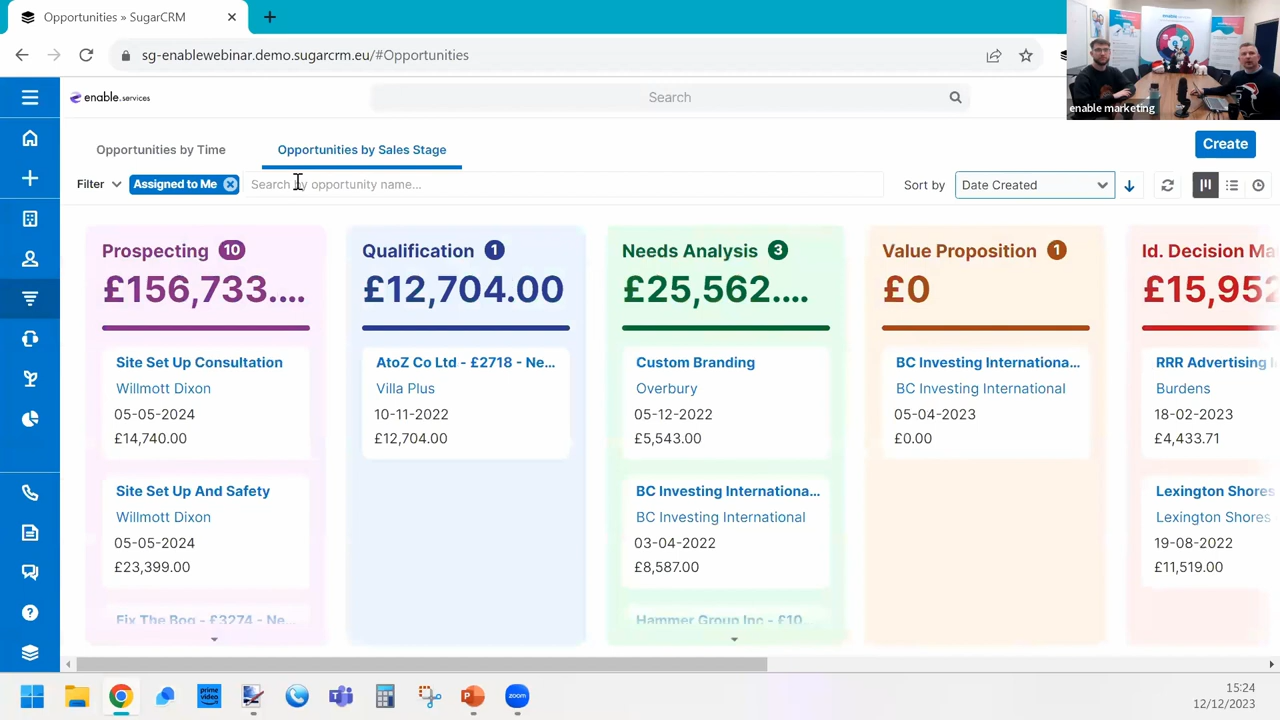 Opportunities » SugarCRM
sg-enablewebinar.demo.sugarcrm.eu/#Opportunities
enable marketing
enable.services
Search
Opportunities by Time
Opportunities by Sales Stage
Create
Filter
Assigned to Me
Search by opportunity name...
Sort by
Date Created
Prospecting 10
£156,733....
Site Set Up Consultation
Willmott Dixon
05-05-2024
£14,740.00
Site Set Up And Safety
Willmott Dixon
05-05-2024
£23,399.00
Fix The Bog - £3274 - Ne...
Qualification 1
£12,704.00
AtoZ Co Ltd - £2718 - Ne...
Villa Plus
10-11-2022
£12,704.00
Needs Analysis 3
£25,562....
Custom Branding
Overbury
05-12-2022
£5,543.00
BC Investing Internationa...
BC Investing International
03-04-2022
£8,587.00
Hammer Group Inc - £10
Value Proposition 1
£0
BC Investing Internationa...
BC Investing International
05-04-2023
£0.00
Id. Decision Ma
£15,952
RRR Advertising
Burdens
18-02-2023
£4,433.71
Lexington Shores
Lexington Shores
19-08-2022
£11,519.00
prime video
zoom
15:24
12/12/2023